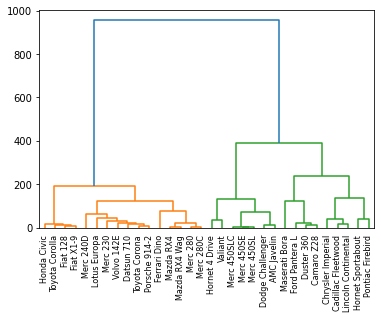 1000
800
600
400
200
0
Honda Civic
Toyota Corolla
Fiat 128
Fiat X1-9
Merc 240D
Lotus Europa
Merc 230
Volvo 142E
Datsun 710
Toyota Corona
Porsche 914-2
Ferrari Dino
Mazda RX4
Mazda RX4 Wag
Merc 280
Merc 280C
Hornet 4 Drive
Valiant
Merc 450SLC
Merc 450SE
Merc 450SL
Dodge Challenger
AMC Javelin
Maserati Bora
Ford Pantera L
Duster 360
Camaro Z28
Chrysler Imperial
Cadillac Fleetwood
Lincoln Continental
Hornet Sportabout
Pontiac Firebird